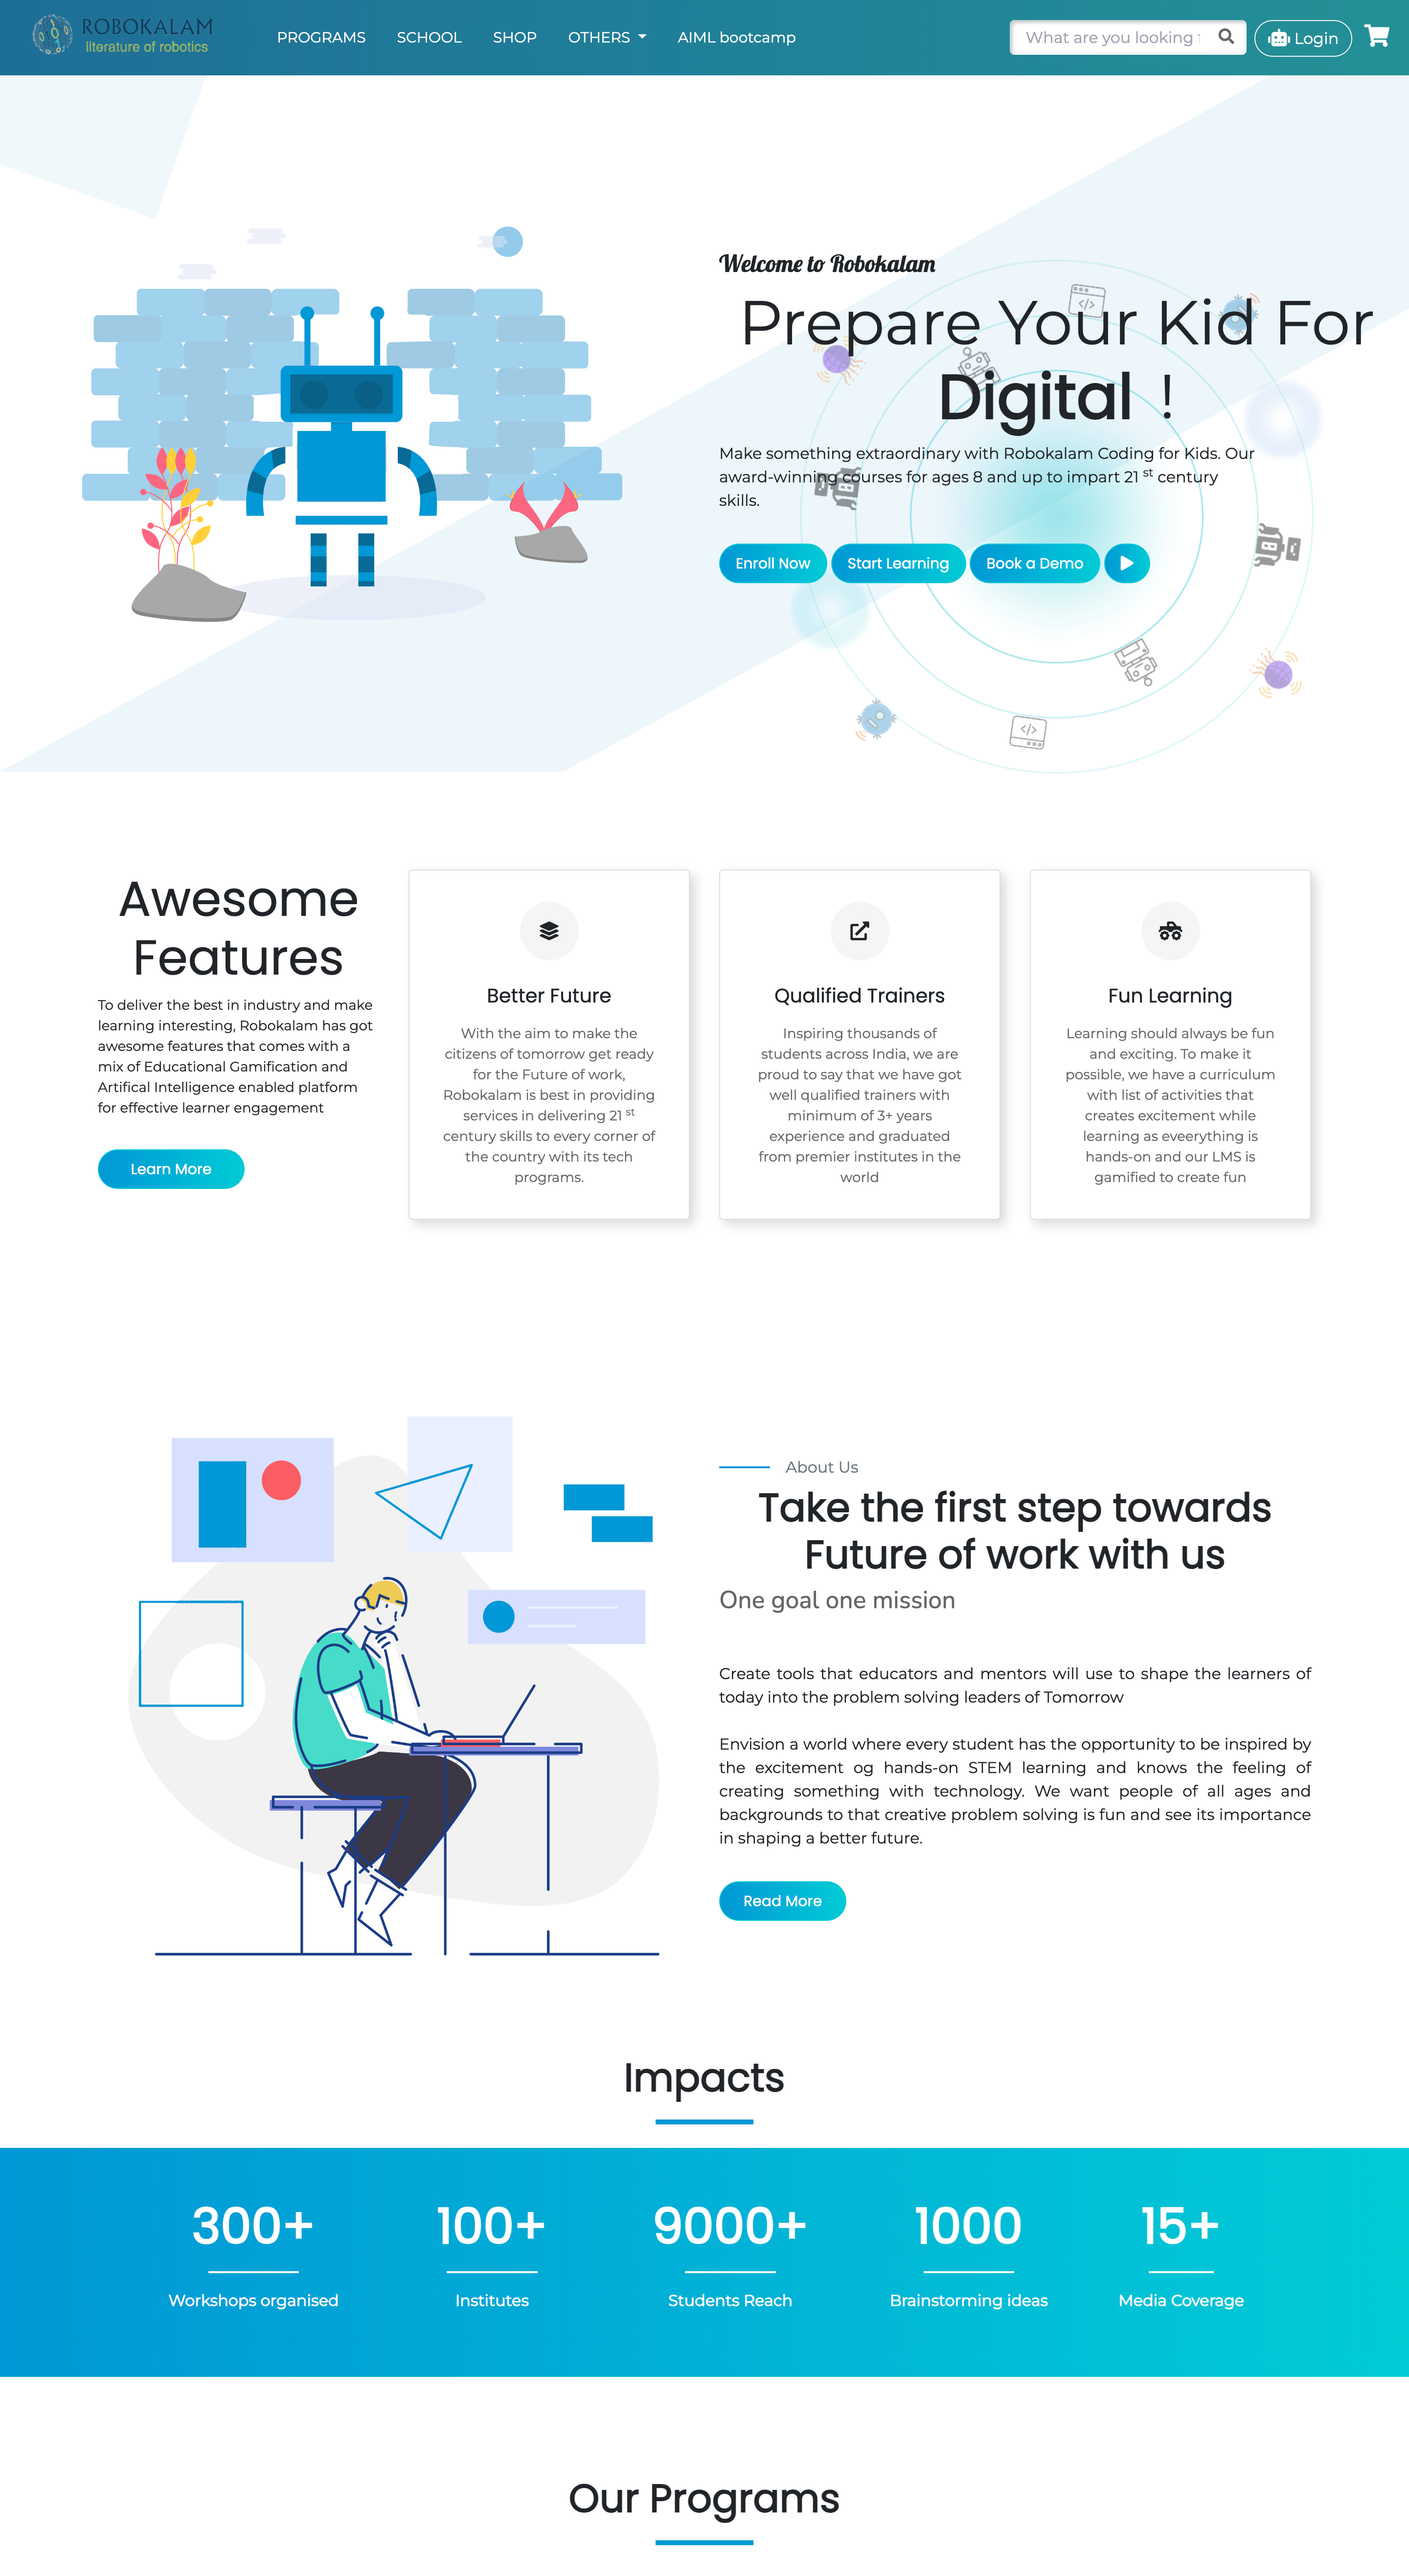 ROBOKALAM
literature of robotics
PROGRAMS
SCHOOL
SHOP
OTHERS
AIML bootcamp
What are you looking
Login
Welcome to Robokalam
Prepare Your Kid For
Digital !
Make something extraordinary with Robokalam Coding for Kids. Our
award-winning courses for ages 8 and up to impart 21 st century
skills.
Enroll Now
Start Learning
Book a Demo
Awesome
Features
To deliver the best in industry and make
learning interesting, Robokalam has got
awesome features that comes with a
mix of Educational Gamification and
Artifical Intelligence enabled platform
for effective learner engagement
Learn More
Better Future
With the aim to make the
citizens of tomorrow get ready
for the Future of work,
Robokalam is best in providing
services in delivering 21 st
century skills to every corner of
the country with its tech
programs.
Qualified Trainers
Inspiring thousands of
students across India, we are
proud to say that we have got
well qualified trainers with
minimum of 3+ years
experience and graduated
from premier institutes in the
world
Fun Learning
Learning should always be fun
and exciting. To make it
possible, we have a curriculum
with list of activities that
creates excitement while
learning as eveerything is
hands-on and our LMS is
gamified to create fun
About Us
Take the first step towards
Future of work with us
One goal one mission
Create tools that educators and mentors will use to shape the learners of
today into the problem solving leaders of Tomorrow
Envision a world where every student has the opportunity to be inspired by
the excitement og hands-on STEM learning and knows the feeling of
creating something with technology. We want people of all ages and
backgrounds to that creative problem solving is fun and see its importance
in shaping a better future.
Read More
Impacts
300+
Workshops organised
100+
Institutes
9000+
Students Reach
1000
Brainstorming ideas
15+
Media Coverage
Our Programs